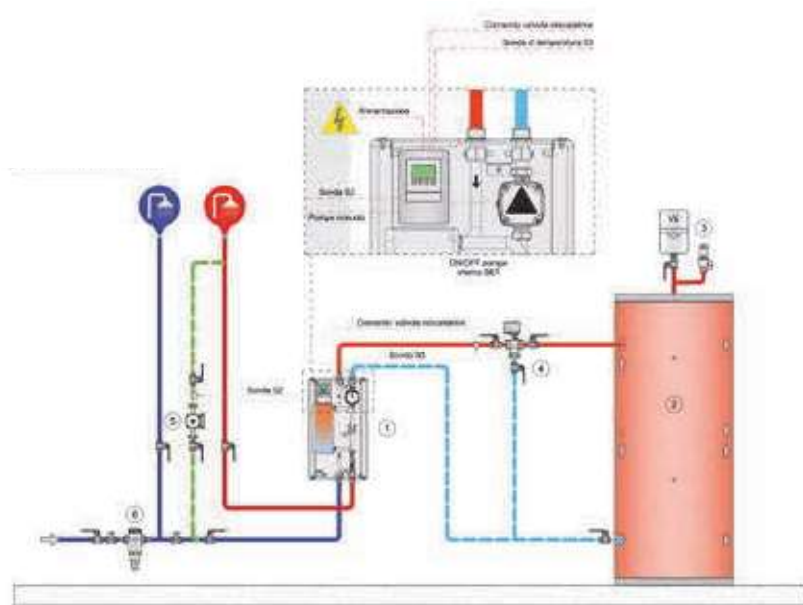 Comando valvola miscelatrice
Sonda di temperatura S3
Alimentazione
Sonda S2
Pompa ricircolo
ON/OFF pompa
VE
3
Comando valvola miscelatrice
Sonda S3
4
Sonda S2
1
2
5
6